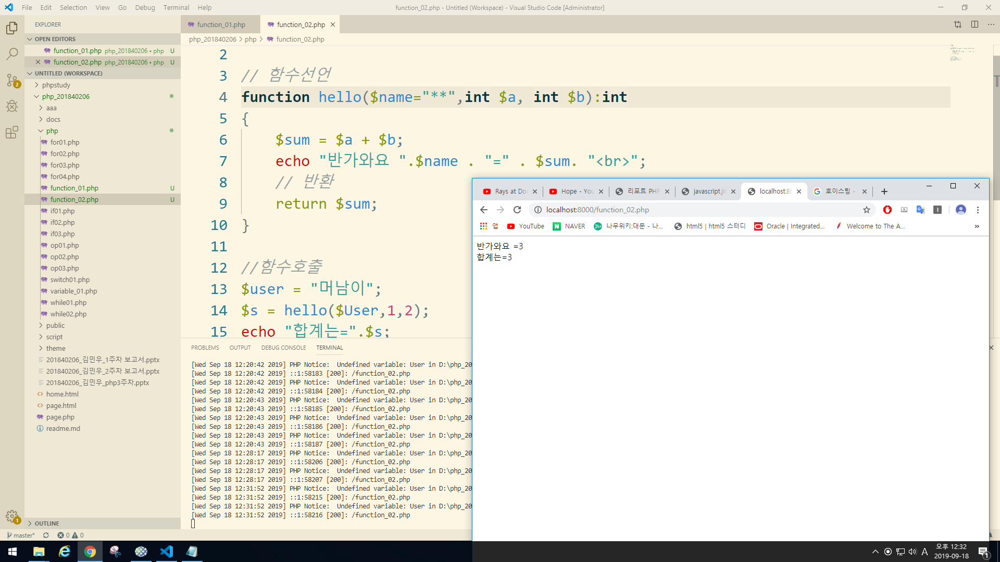 File Edit Selection View Go Debug Terminal Help
function_02.php - Untitled (Workspace) - Visual Studio Code [Administrator]
EXPLORER
OPEN EDITORS
function_01.php php_201840206 • php U
function_02.php php_201840206 • php U
UNTITLED (WORKSPACE)
phpstudy
php_201840206
aaa
docs
php
for01.php
for02.php
for03.php
for04.php
function_01.php U
function_02.php U
if01.php
if02.php
if03.php
op01.php
op02.php
op03.php
switch01.php
variable_01.php
while01.php
while02.php
public
script
theme
201840206_김민우_1주차 보고서.pptx
201840206_김민우_2주차 보고서.pptx
201840206_김민우_php3주차.pptx
home.html
page.html
page.php
readme.md
OUTLINE
master* 0 0
2
1
function_01.php function_02.php
php_201840206 > php > function_02.php
2
3 // 함수선언
4 function hello($name="**",int $a, int $b):int
5 {
6 $sum = $a + $b;
7 echo "반가와요 ".$name . "=" . $sum. "<br>";
8 // 반환
9 return $sum;
10 }
11
12 //함수호출
13 $user = "머남이";
14 $s = hello($User,1,2);
15 echo "합계는=".$s;
PROBLEMS OUTPUT DEBUG CONSOLE TERMINAL
[Wed Sep 18 12:20:42 2019] PHP Notice: Undefined variable: User in D:\php_20
[Wed Sep 18 12:20:42 2019] ::1:58183 [200]: /function_02.php
[Wed Sep 18 12:20:42 2019] PHP Notice: Undefined variable: User in D:\php_20
[Wed Sep 18 12:20:42 2019] ::1:58184 [200]: /function_02.php
[Wed Sep 18 12:20:43 2019] PHP Notice: Undefined variable: User in D:\php_20
[Wed Sep 18 12:20:43 2019] ::1:58185 [200]: /function_02.php
[Wed Sep 18 12:20:43 2019] PHP Notice: Undefined variable: User in D:\php_20
[Wed Sep 18 12:20:43 2019] ::1:58186 [200]: /function_02.php
[Wed Sep 18 12:20:43 2019] PHP Notice: Undefined variable: User in D:\php_20
[Wed Sep 18 12:20:43 2019] ::1:58187 [200]: /function_02.php
[Wed Sep 18 12:28:17 2019] PHP Notice: Undefined variable: User in D:\php_20
[Wed Sep 18 12:28:17 2019] ::1:58206 [200]: /function_02.php
[Wed Sep 18 12:28:17 2019] PHP Notice: Undefined variable: User in D:\php_20
[Wed Sep 18 12:28:17 2019] ::1:58207 [200]: /function_02.php
[Wed Sep 18 12:31:52 2019] PHP Notice: Undefined variable: User in D:\php_20
[Wed Sep 18 12:31:52 2019] ::1:58215 [200]: /function_02.php
[Wed Sep 18 12:31:52 2019] PHP Notice: Undefined variable: User in D:\php_20
[Wed Sep 18 12:31:52 2019] ::1:58216 [200]: /function_02.php
Rays at Do Hope - You 리포트 PHP javascript.ji localhost:80 호이스팅 -
localhost:8000/function_02.php
앱 YouTube NAVER 나무위키:대문 - 나... html5 | html5 스터디 Oracle | Integrated... Welcome to The A... »
반가와요 =3
합계는=3
A 오후 12:32
2019-09-18
1